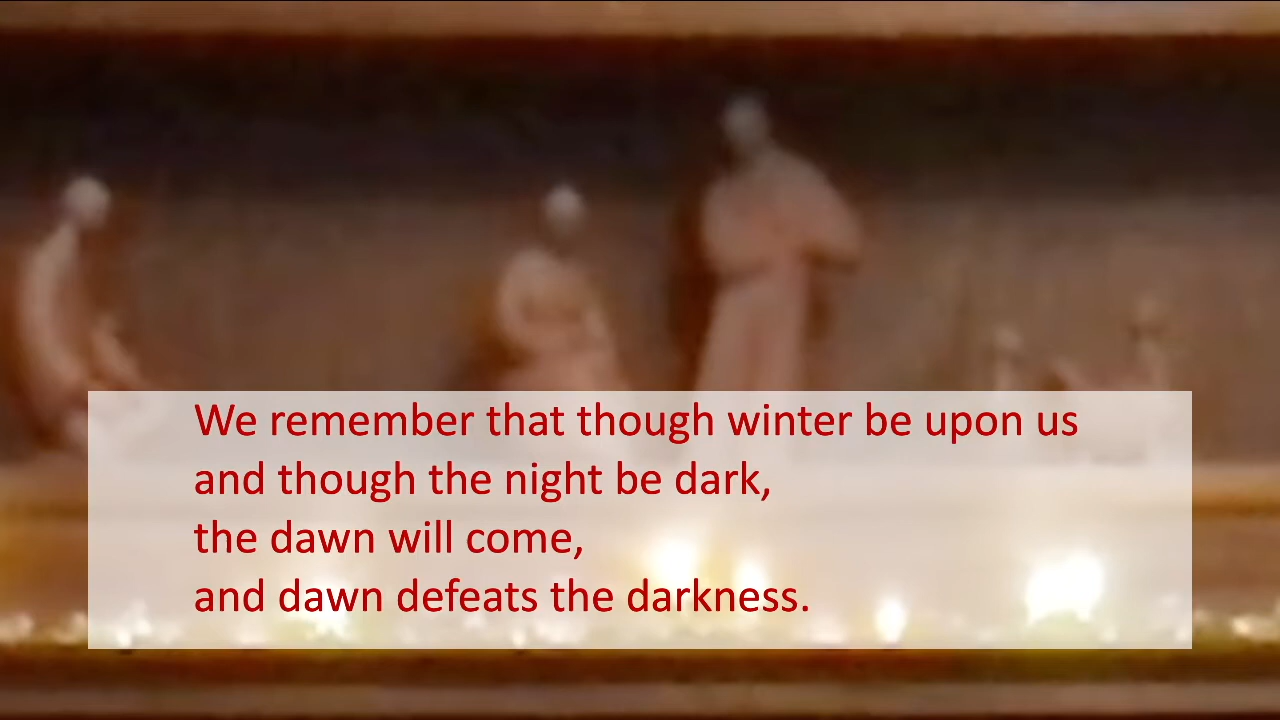 We remember that though winter be upon us
and though the night be dark,
the dawn will come,
and dawn defeats the darkness.